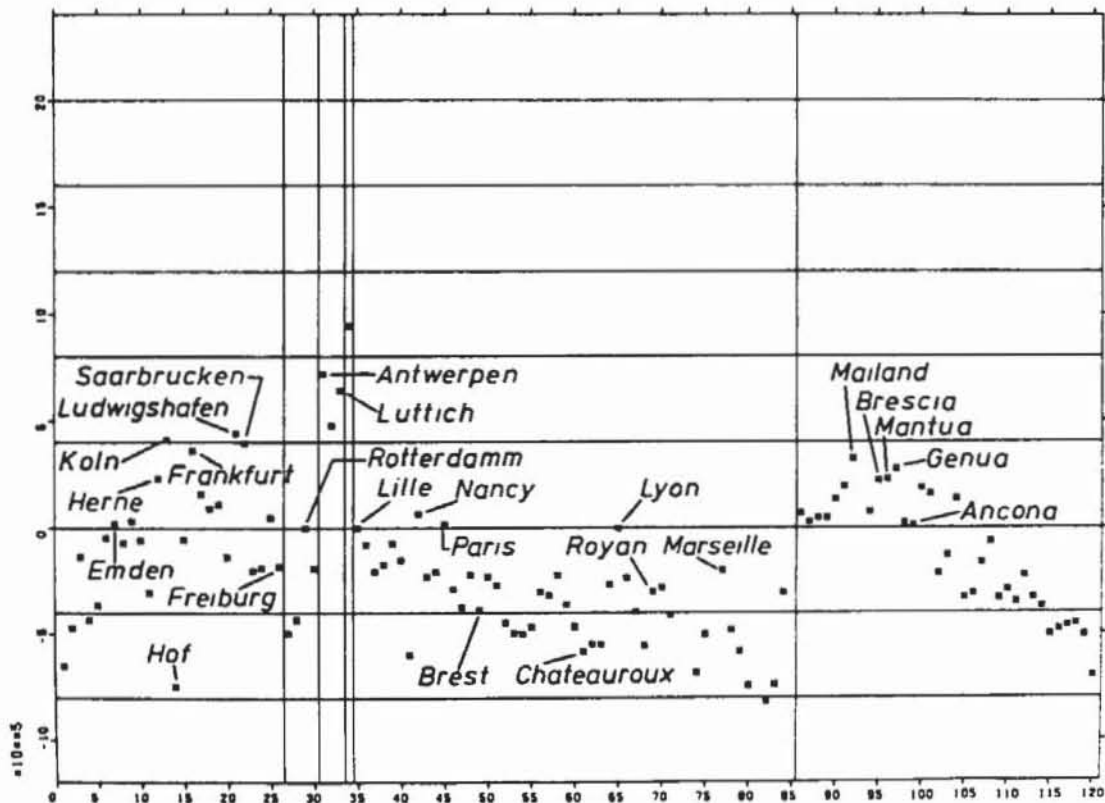 20
15
10
5
0
-5
-10
*10**5
Saarbrucken
Ludwigshafen
Koln
Frankfurt
Herne
Emden
Freiburg
Hof
Antwerpen
Luttich
Rotterdamm
Lille
Nancy
Paris
Lyon
Royan Marseille
Brest Chateauroux
Mailand
Brescia
Mantua
Genua
Ancona
0 5 10 15 20 25 30 35 40 45 50 55 60 65 70 75 80 85 90 95 100 105 110 115 120